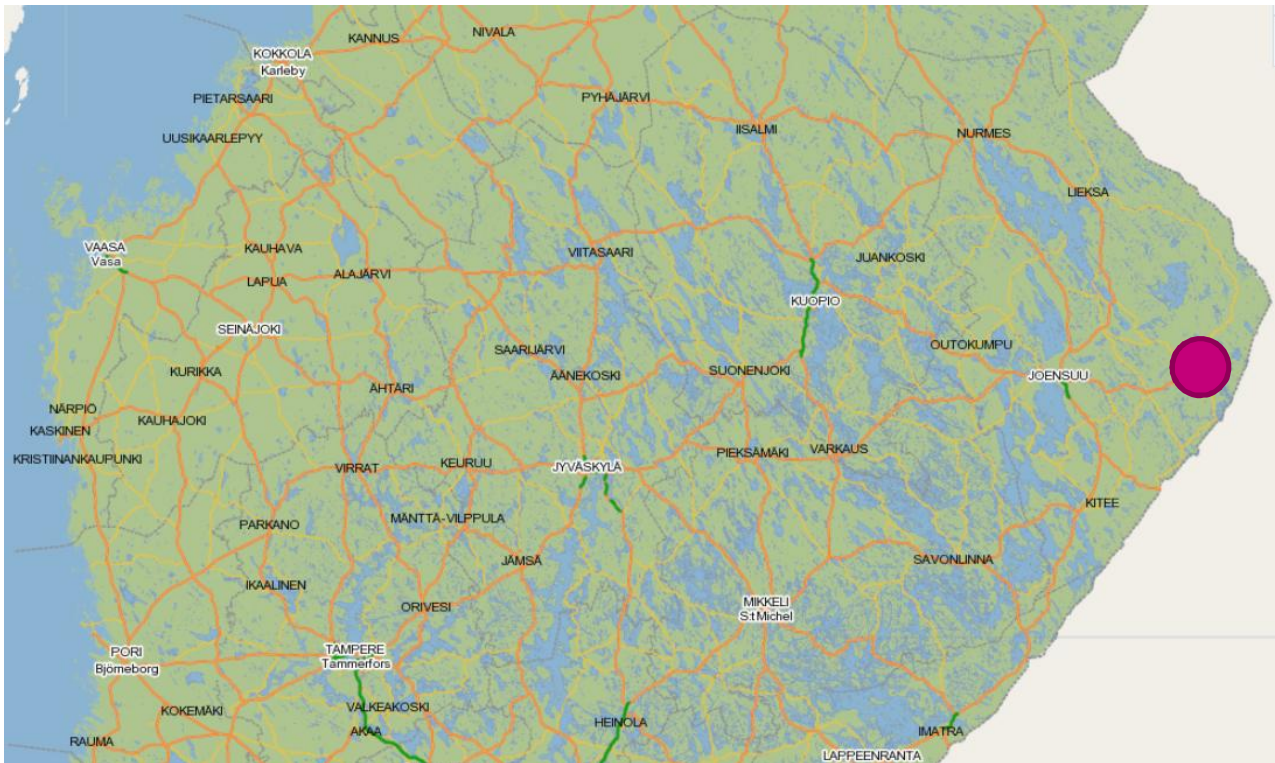 NIVALA
KANNUS
KOKKOLA
Karleby
PIETARSAARI
PYHÄJÄRVI
IISALMI
NURMES
UUSIKAARLEPYY
LIEKSA
VAASA
Vasa
KAUHAVA
VIITASAARI
JUANKOSKI
LAPUA
ALAJÄRVI
KUOPIO
SEINÄJOKI
SAARIJÄRVI
OUTOKUMPU
KURIKKA
ÄHTÄRI
ÄÄNEKOSKI
SUONENJOKI
JOENSUU
NÄRPIÖ
KASKINEN
KAUHAJOKI
KRISTIINANKAUPUNKI
VIRRAT
KEURUU
JYVÄSKYLÄ
PIEKSÄMÄKI
VARKAUS
KITEE
PARKANO
MÄNTTÄ-VILPPULA
JÄMSÄ
SAVONLINNA
IKAALINEN
ORIVESI
MIKKELI
S:t Michel
PORI
Björneborg
TAMPERE
Tammerfors
KOKEMÄKI
VALKEAKOSKI
HEINOLA
IMATRA
RAUMA
AKAA
LAPPEENRANTA